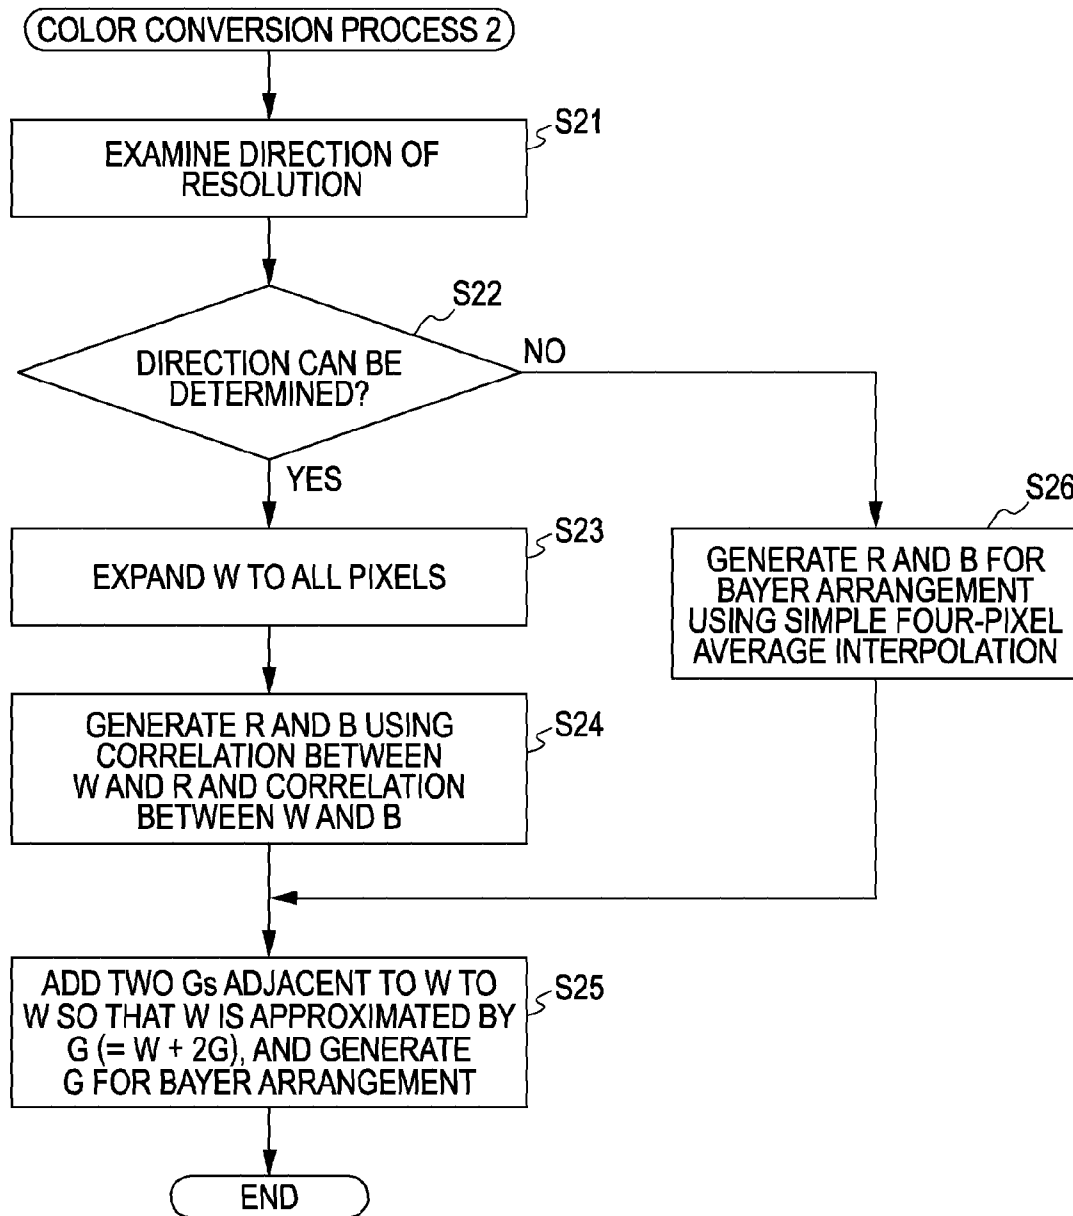 COLOR CONVERSION PROCESS 2
S21
EXAMINE DIRECTION OF
RESOLUTION
S22
DIRECTION CAN BE
DETERMINED?
NO
YES
S23
EXPAND W TO ALL PIXELS
S26
GENERATE R AND B FOR
BAYER ARRANGEMENT
USING SIMPLE FOUR-PIXEL
AVERAGE INTERPOLATION
S24
GENERATE R AND B USING
CORRELATION BETWEEN
W AND R AND CORRELATION
BETWEEN W AND B
S25
ADD TWO Gs ADJACENT TO W TO
W SO THAT W IS APPROXIMATED BY
G (= W + 2G), AND GENERATE
G FOR BAYER ARRANGEMENT
END